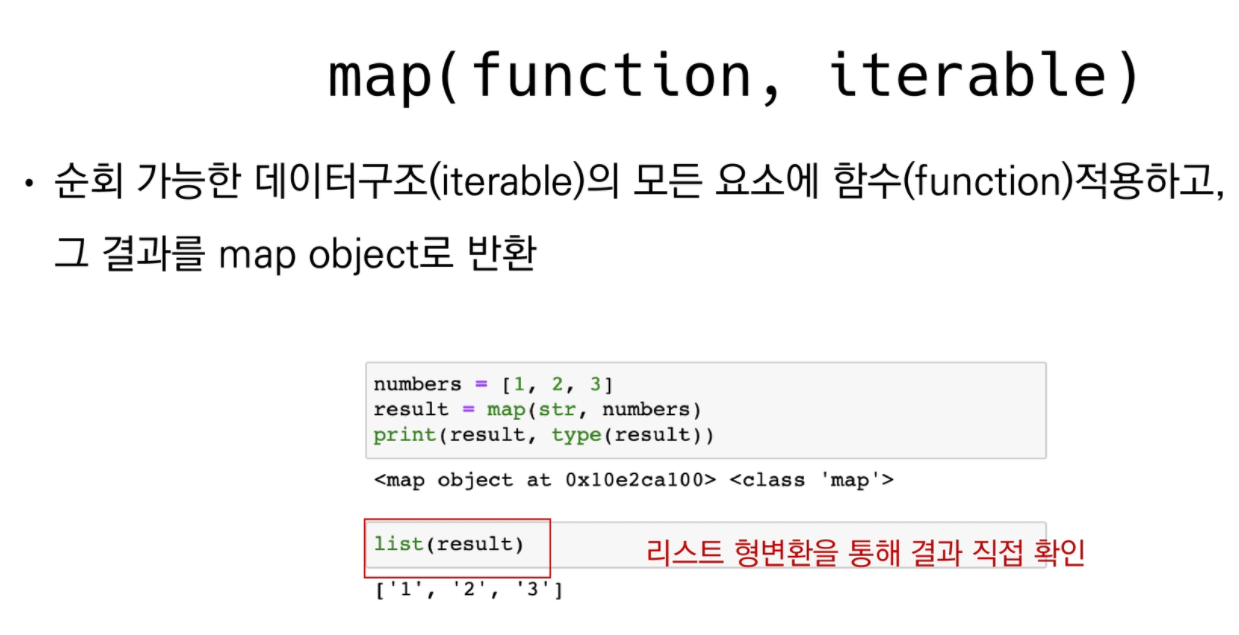 map(function, iterable)
• 순회 가능한 데이터구조(iterable)의 모든 요소에 함수(function)적용하고,
그 결과를 map object로 반환
numbers = [1, 2, 3]
result = map(str, numbers)
print(result, type(result))
<map object at 0x10e2ca100> <class 'map'>
list(result)
리스트 형변환을 통해 결과 직접 확인
['1', '2', '3']